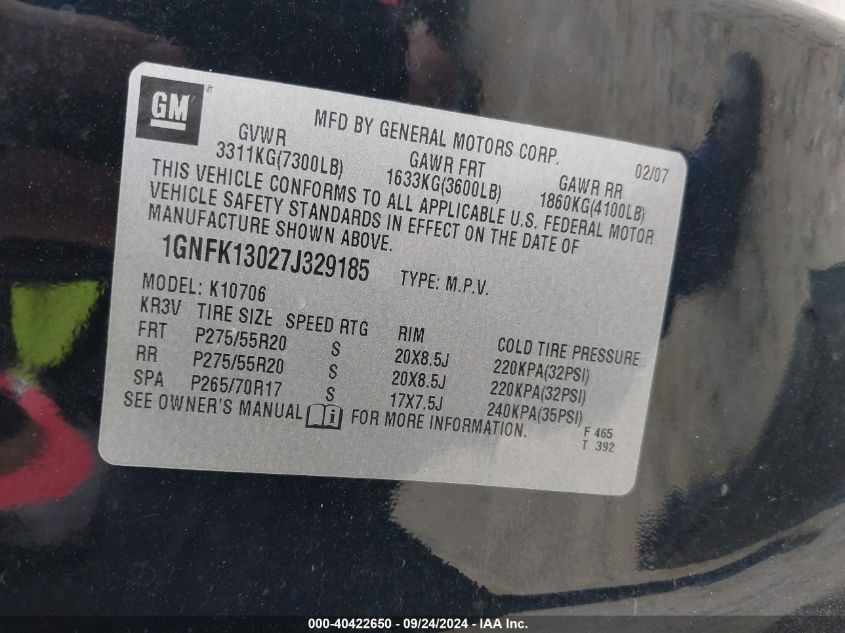 GM ®
MFD BY GENERAL MOTORS CORP. 02/07
GVWR GAWR FRT GAWR RR
3311KG(7300LB) 1633KG(3600LB) 1860KG(4100LB)
THIS VEHICLE CONFORMS TO ALL APPLICABLE U.S. FEDERAL MOTOR
VEHICLE SAFETY STANDARDS IN EFFECT ON THE DATE OF
MANUFACTURE SHOWN ABOVE.
1GNFK13027J329185 TYPE: M.P.V.
MODEL: K10706
KR3V TIRE SIZE SPEED RTG RIM COLD TIRE PRESSURE
FRT P275/55R20 S 20X8.5J 220KPA(32PSI)
RR P275/55R20 S 20X8.5J 220KPA(32PSI)
SPA P265/70R17 S 17X7.5J 240KPA(35PSI)
SEE OWNER'S MANUAL i FOR MORE INFORMATION.
F 465
T 392
000-40422650 - 09/24/2024 - IAA Inc.